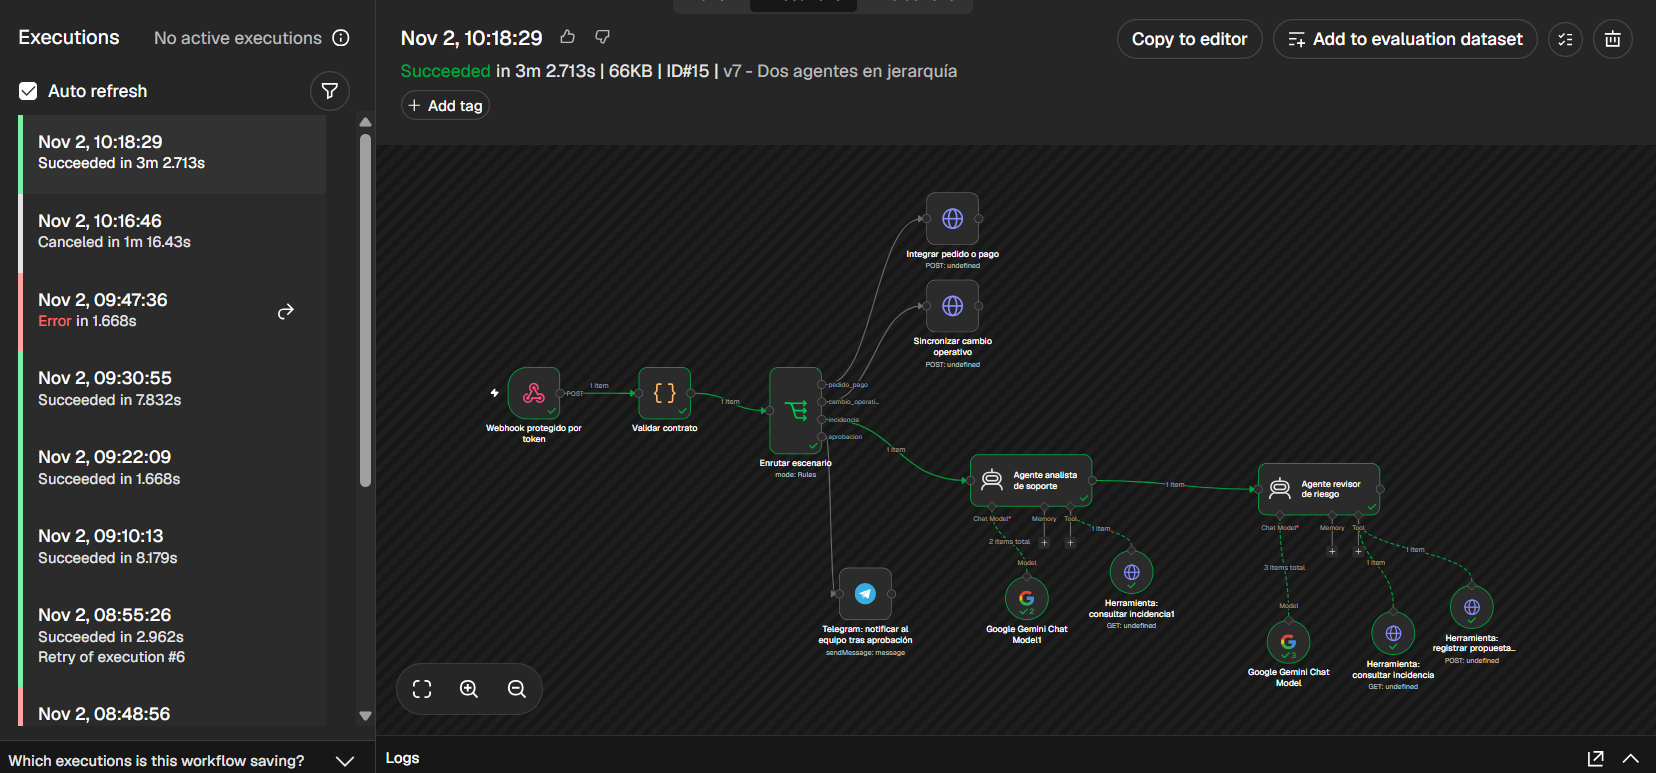 Executions
No active executions
Auto refresh
Nov 2, 10:18:29
Succeeded in 3m 2.713s
Nov 2, 10:16:46
Canceled in 1m 16.43s
Nov 2, 09:47:36
Error in 1.668s
Nov 2, 09:30:55
Succeeded in 7.832s
Nov 2, 09:22:09
Succeeded in 1.668s
Nov 2, 09:10:13
Succeeded in 8.179s
Nov 2, 08:55:26
Succeeded in 2.962s
Retry of execution #6
Nov 2, 08:48:56
Which executions is this workflow saving?
Nov 2, 10:18:29
Succeeded in 3m 2.713s | 66KB | ID#15 | v7 - Dos agentes en jerarquía
+ Add tag
Copy to editor
Add to evaluation dataset
Integrar pedido o pago
POST: undefined
Sincronizar cambio
operativo
POST: undefined
POST
1 item
Webhook protegido por
token
Validar contrato
1 item
pedido_pago
cambio_operati...
incidencia
aprobacion
Enrutar escenario
mode: Rules
1 item
Agente analista
de soporte
Chat Model*
Memory
Tool
2 items total
1 item
Model
2
Google Gemini Chat
Model1
Herramienta:
consultar incidencia1
GET: undefined
1 item
Agente revisor
de riesgo
Chat Model*
Memory
Tool
3 items total
1 item
1 item
Model
3
Google Gemini Chat
Model
Herramienta:
consultar incidencia
GET: undefined
Herramienta:
registrar propuesta...
POST: undefined
Telegram: notificar al
equipo tras aprobación
sendMessage: message
Logs